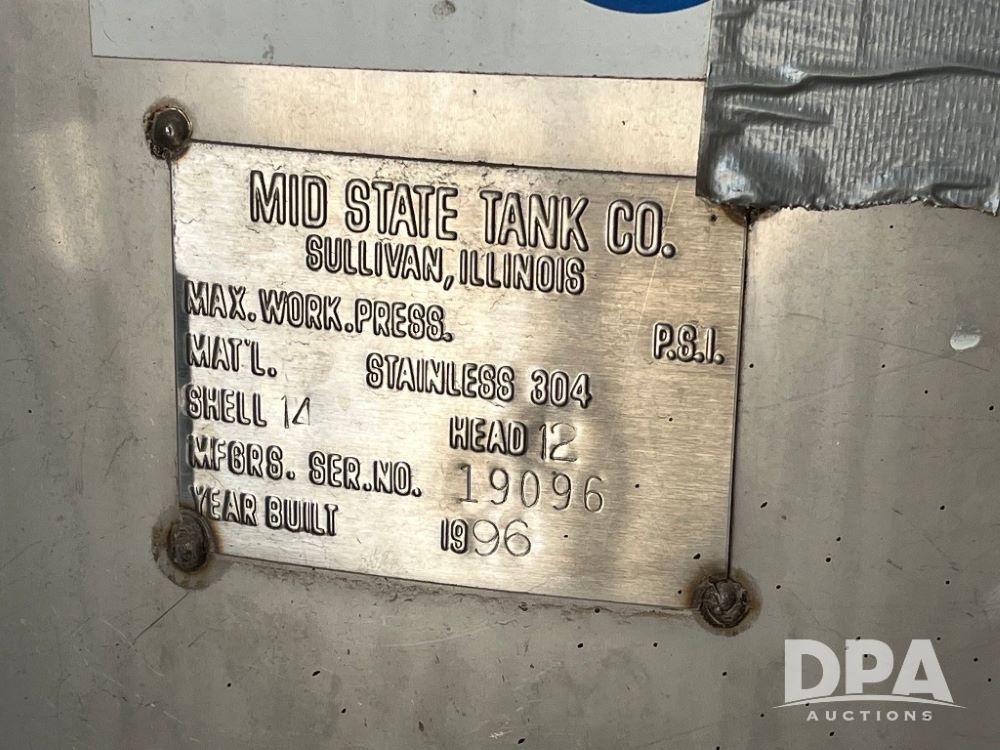 MID STATE TANK CO.
SULLIVAN, ILLINOIS
MAX. WORK. PRESS. P.S.I.
MAT'L. STAINLESS 304
SHELL 14 HEAD 12
MFGRS. SER. NO. 19096
YEAR BUILT 1996
DPA
AUCTIONS